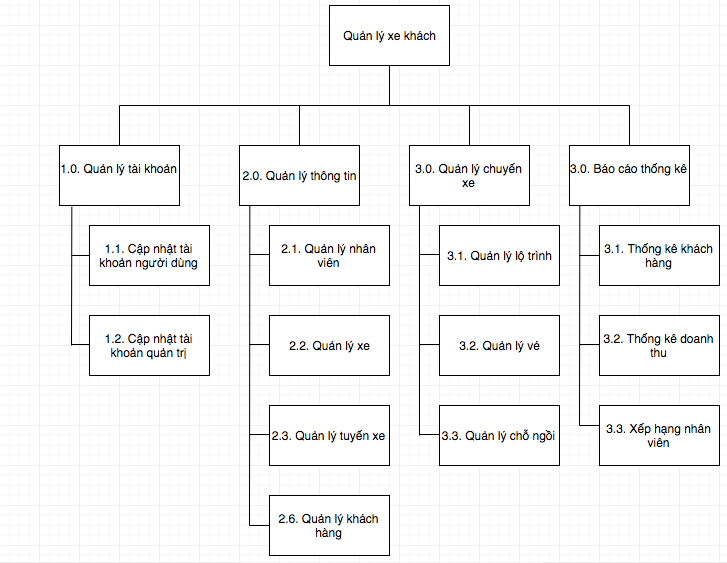 Quản lý xe khách
1.0. Quản lý tài khoản
2.0. Quản lý thông tin
3.0. Quản lý chuyến
xe
3.0. Báo cáo thống kê
1.1. Cập nhật tài
khoản người dùng
1.2. Cập nhật tài
khoản quản trị
2.1. Quản lý nhân
viên
2.2. Quản lý xe
2.3. Quản lý tuyến xe
2.6. Quản lý khách
hàng
3.1. Quản lý lộ trình
3.2. Quản lý vé
3.3. Quản lý chỗ ngồi
3.1. Thống kê khách
hàng
3.2. Thống kê doanh
thu
3.3. Xếp hạng nhân
viên